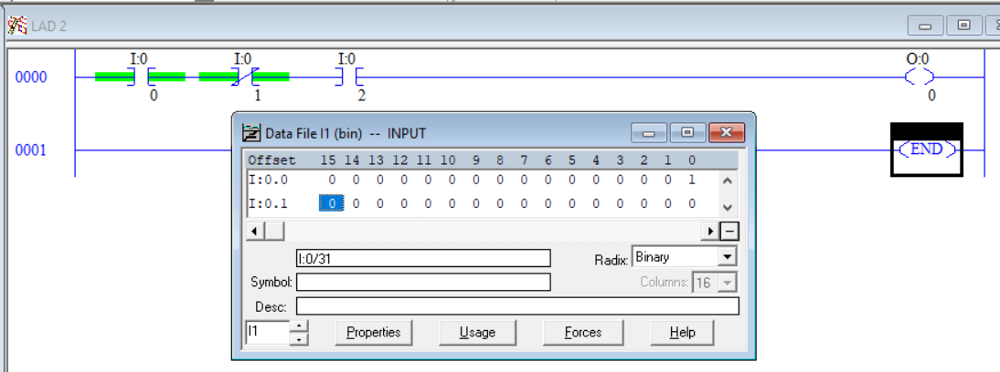 LAD 2
I:0 I:0 I:0 O:0
0000
0 1 2 0
Data File I1 (bin) -- INPUT
0001 END
Offset 15 14 13 12 11 10 9 8 7 6 5 4 3 2 1 0
I:0.0 0 0 0 0 0 0 0 0 0 0 0 0 0 0 0 1
I:0.1 0 0 0 0 0 0 0 0 0 0 0 0 0 0 0 0
I:0/31 Radix: Binary
Symbol: Columns: 16
Desc:
I1 Properties Usage Forces Help